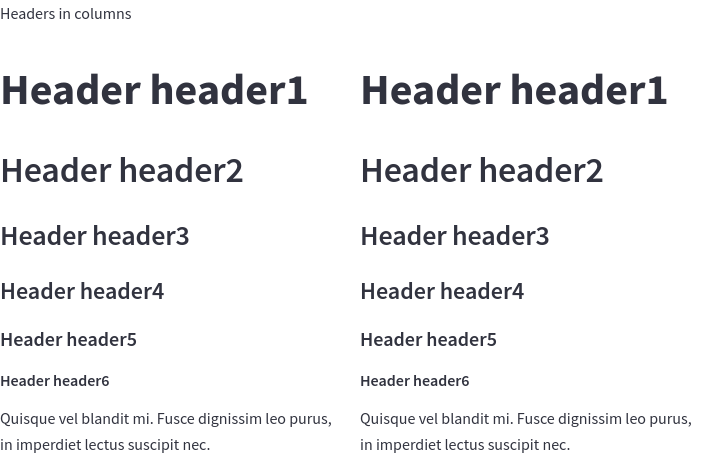 Headers in columns
Header header1
Header header2
Header header3
Header header4
Header header5
Header header6
Quisque vel blandit mi. Fusce dignissim leo purus,
in imperdiet lectus suscipit nec.
Header header1
Header header2
Header header3
Header header4
Header header5
Header header6
Quisque vel blandit mi. Fusce dignissim leo purus,
in imperdiet lectus suscipit nec.